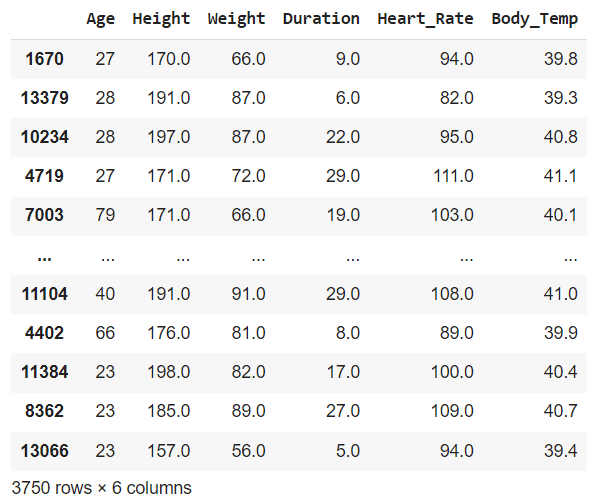 Age Height Weight Duration Heart_Rate Body_Temp
1670 27 170.0 66.0 9.0 94.0 39.8
13379 28 191.0 87.0 6.0 82.0 39.3
10234 28 197.0 87.0 22.0 95.0 40.8
4719 27 171.0 72.0 29.0 111.0 41.1
7003 79 171.0 66.0 19.0 103.0 40.1
... ... ... ... ... ... ...
11104 40 191.0 91.0 29.0 108.0 41.0
4402 66 176.0 81.0 8.0 89.0 39.9
11384 23 198.0 82.0 17.0 100.0 40.4
8362 23 185.0 89.0 27.0 109.0 40.7
13066 23 157.0 56.0 5.0 94.0 39.4
3750 rows × 6 columns